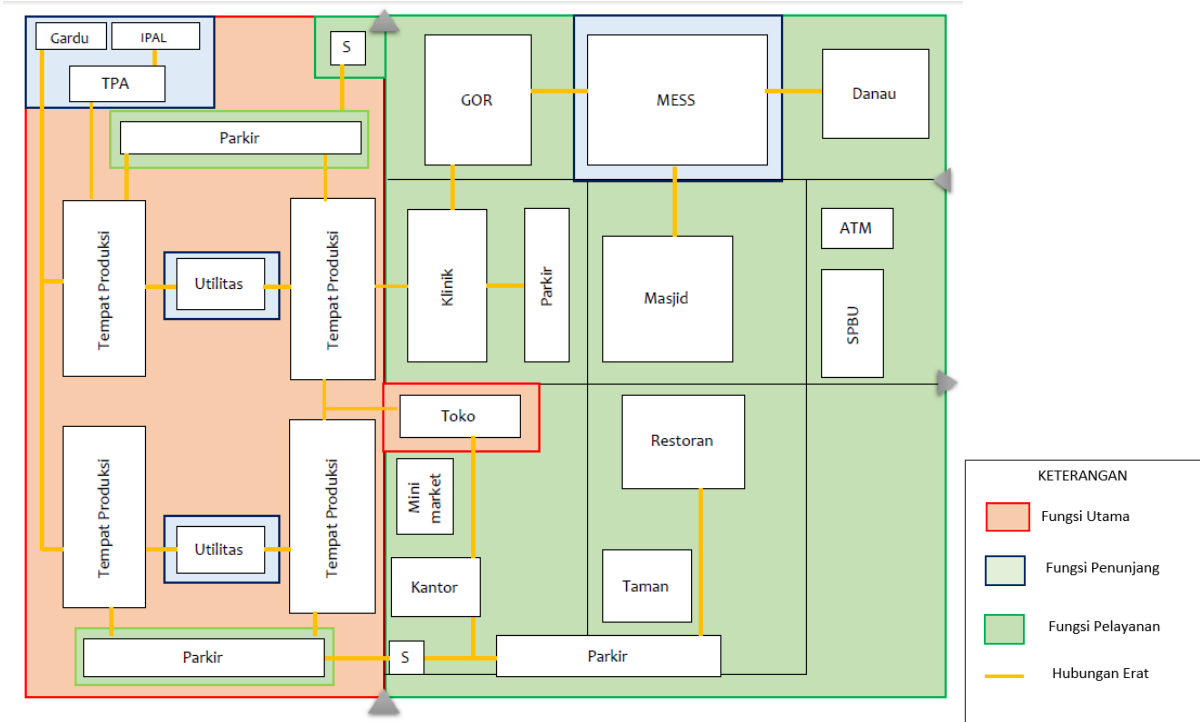 Gardu
IPAL
S
TPA
GOR
MESS
Danau
Parkir
Tempat Produksi
Utilitas
Tempat Produksi
Klinik
Parkir
Masjid
ATM
SPBU
Toko
Restoran
Tempat Produksi
Utilitas
Tempat Produksi
Mini
market
Kantor
Taman
Parkir
S
Parkir
KETERANGAN
Fungsi Utama
Fungsi Penunjang
Fungsi Pelayanan
Hubungan Erat